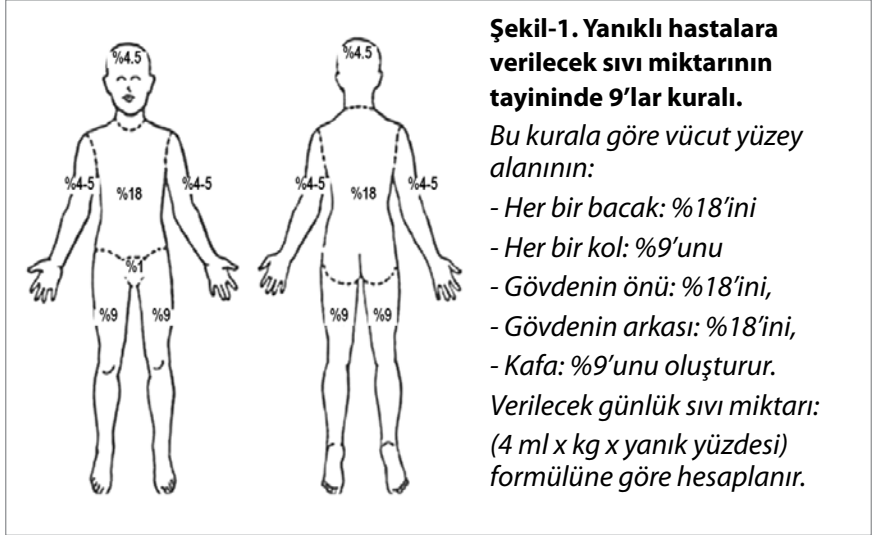 %4.5
%4.5
%4-5
%18
%4-5
%4-5
%18
%4-5
%1
%9
%9
%9
%9
Şekil-1. Yanıklı hastalara
verilecek sıvı miktarının
tayininde 9’lar kuralı.
Bu kurala göre vücut yüzey
alanının:
- Her bir bacak: %18’ini
- Her bir kol: %9’unu
- Gövdenin önü: %18’ini,
- Gövdenin arkası: %18’ini,
- Kafa: %9’unu oluşturur.
Verilecek günlük sıvı miktarı:
(4 ml x kg x yanık yüzdesi)
formülüne göre hesaplanır.